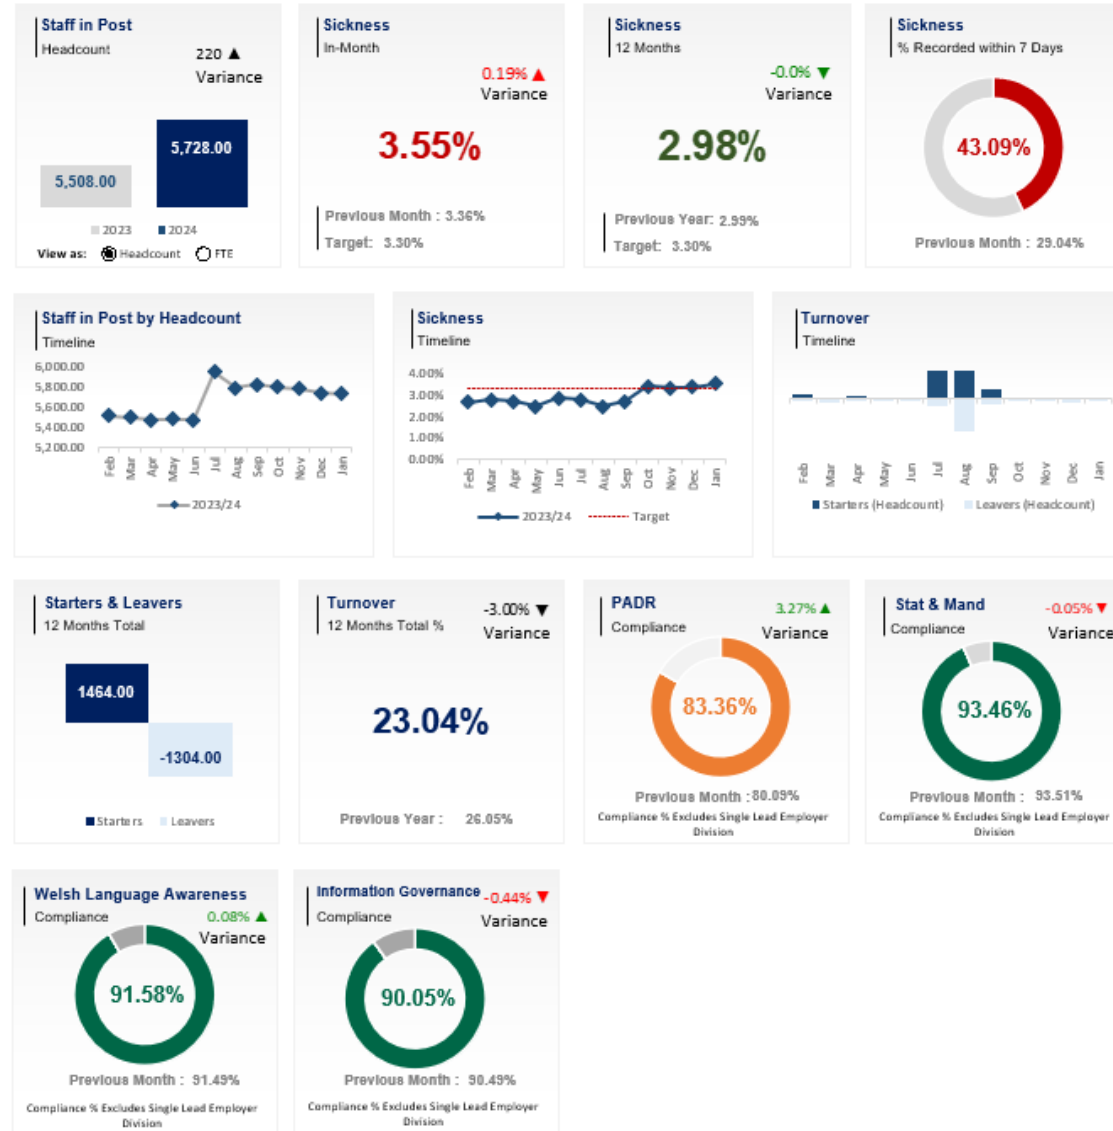 Staff in Post
Headcount
220 ▲
Variance
5,728.00
5,508.00
2023 2024
View as: Headcount FTE
Sickness
In-Month
0.19% ▲
Variance
3.55%
Previous Month : 3.36%
Target: 3.30%
Sickness
12 Months
-0.0% ▼
Variance
2.98%
Previous Year: 2.99%
Target: 3.30%
Sickness
% Recorded within 7 Days
43.09%
Previous Month : 29.04%
Staff in Post by Headcount
Timeline
6,000.00
5,800.00
5,600.00
5,400.00
5,200.00
Feb Mar Apr May Jun Jul Aug Sep Oct Nov Dec Jan
2023/24
Sickness
Timeline
4.00%
3.00%
2.00%
1.00%
0.00%
Feb Mar Apr May Jun Jul Aug Sep Oct Nov Dec Jan
2023/24 Target
Turnover
Timeline
Feb Mar Apr May Jun Jul Aug Sep Oct Nov Dec Jan
Starters (Headcount) Leavers (Headcount)
Starters & Leavers
12 Months Total
1464.00
-1304.00
Starters Leavers
Turnover
12 Months Total %
-3.00% ▼
Variance
23.04%
Previous Year : 26.05%
PADR
Compliance
3.27% ▲
Variance
83.36%
Previous Month : 80.09%
Compliance % Excludes Single Lead Employer
Division
Stat & Mand
Compliance
-0.05% ▼
Variance
93.46%
Previous Month : 93.51%
Compliance % Excludes Single Lead Employer
Division
Welsh Language Awareness
Compliance
0.08% ▲
Variance
91.58%
Previous Month : 91.49%
Compliance % Excludes Single Lead Employer
Division
Information Governance
Compliance
-0.44% ▼
Variance
90.05%
Previous Month : 90.49%
Compliance % Excludes Single Lead Employer
Division